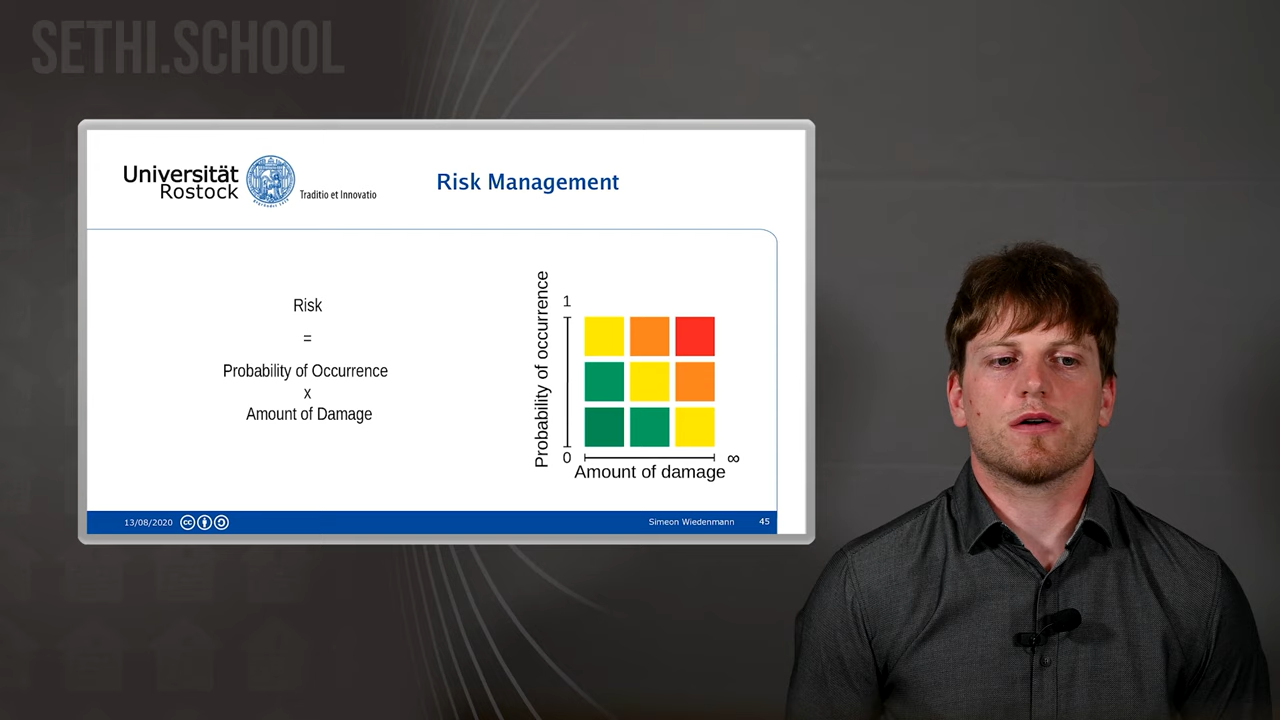 SETHI.SCHOOL
Universität
Rostock
Traditio et Innovatio
Risk Management
Risk
=
Probability of Occurrence
x
Amount of Damage
Probability of occurrence
1
0
∞
Amount of damage
13/08/2020
cc
Simeon Wiedenmann
45